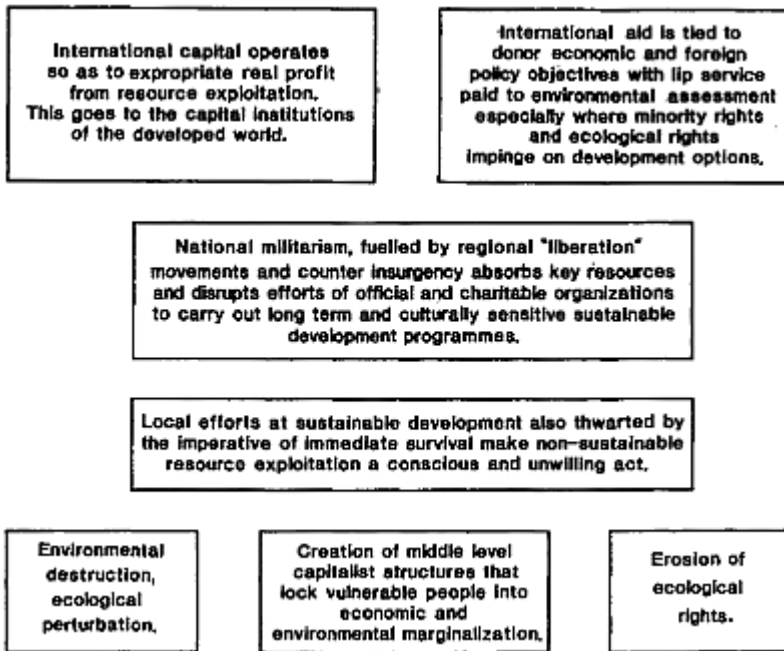 International capital operates
so as to expropriate real profit
from resource exploitation.
This goes to the capital institutions
of the developed world.
International aid is tied to
donor economic and foreign
policy objectives with lip service
paid to environmental assessment
especially where minority rights
and ecological rights
impinge on development options.
National militarism, fuelled by regional "liberation"
movements and counter insurgency absorbs key resources
and disrupts efforts of official and charitable organizations
to carry out long term and culturally sensitive sustainable
development programmes.
Local efforts at sustainable development also thwarted by
the imperative of immediate survival make non-sustainable
resource exploitation a conscious and unwilling act.
Environmental
destruction,
ecological
perturbation.
Creation of middle level
capitalist structures that
lock vulnerable people into
economic and
environmental marginalization.
Erosion of
ecological
rights.